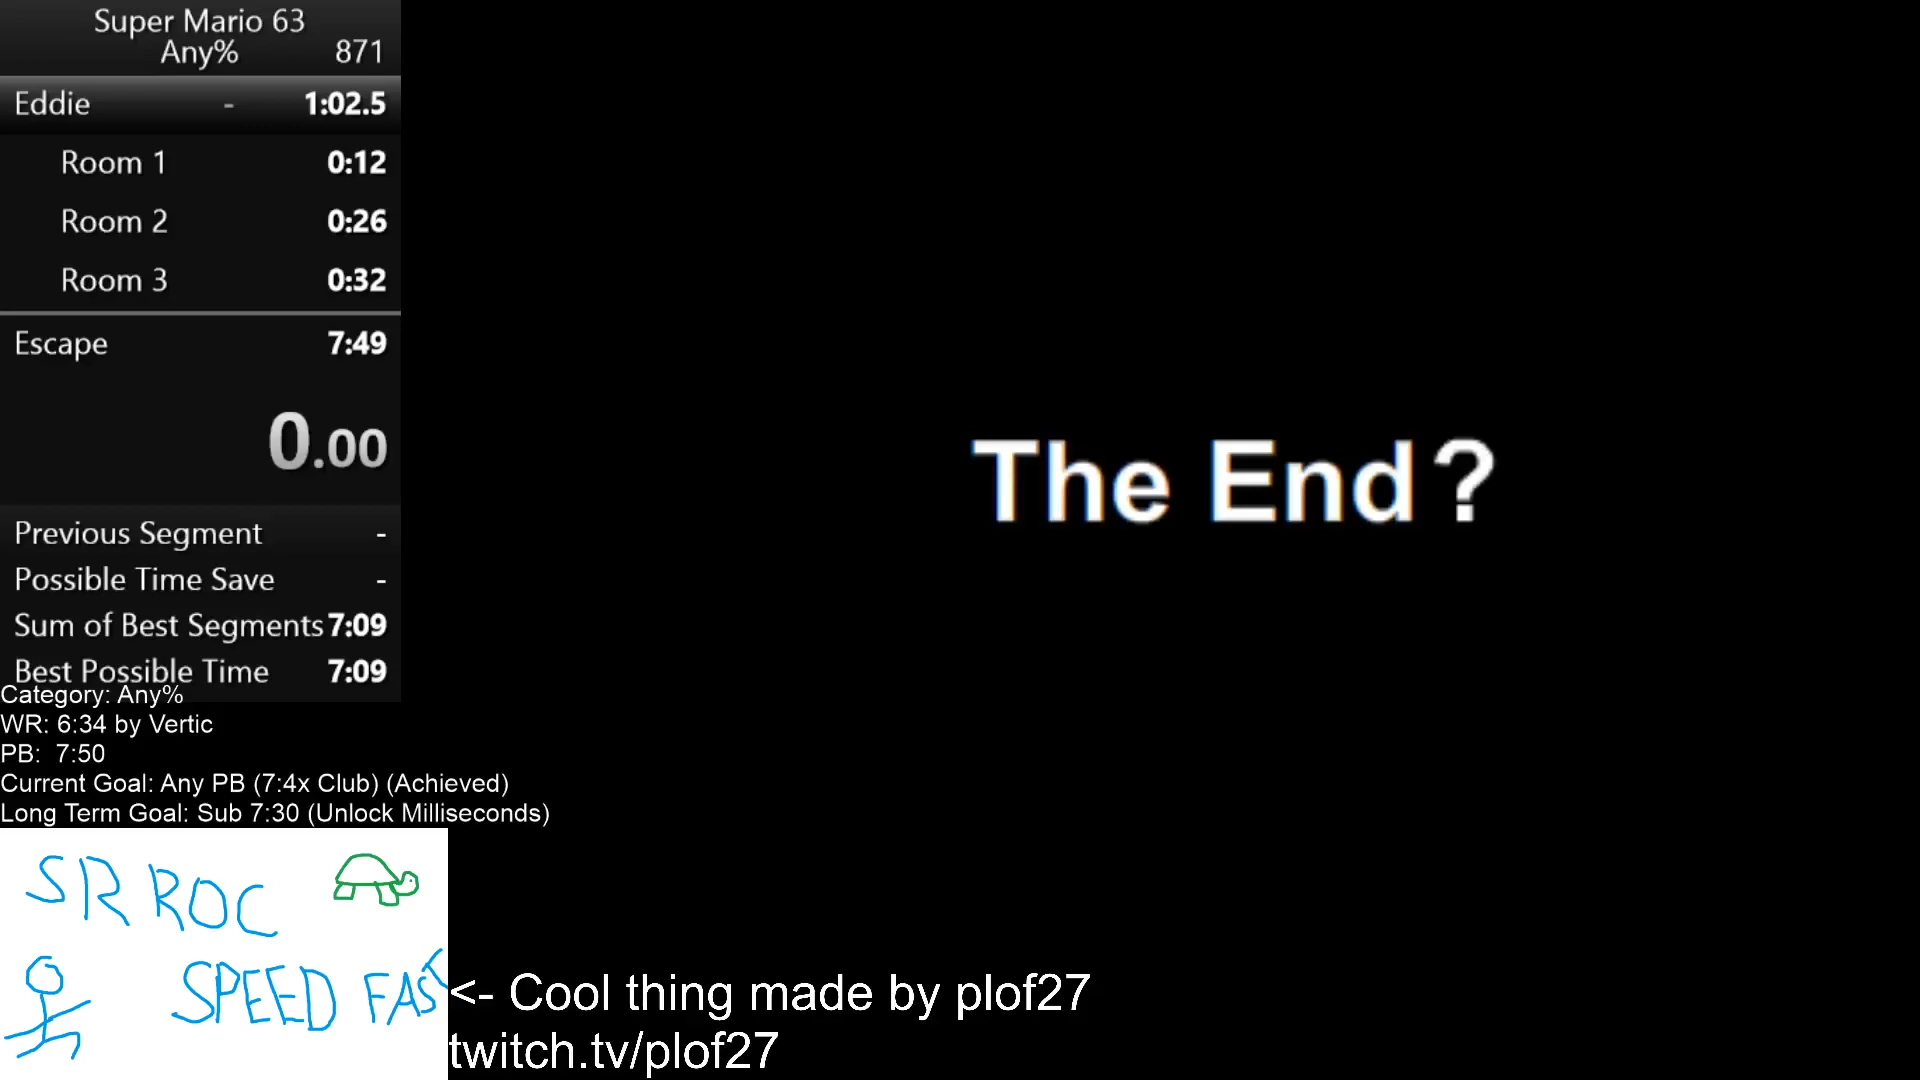 Super Mario 63
Any% 871
Eddie - 1:02.5
Room 1 0:12
Room 2 0:26
Room 3 0:32
Escape 7:49
0.00
Previous Segment -
Possible Time Save -
Sum of Best Segments 7:09
Best Possible Time 7:09
Category: Any%
WR: 6:34 by Vertic
PB: 7:50
Current Goal: Any PB (7:4x Club) (Achieved)
Long Term Goal: Sub 7:30 (Unlock Milliseconds)
The End?
SR ROC
SPEED FAST
<- Cool thing made by plof27
twitch.tv/plof27